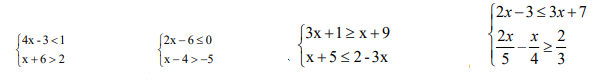 {4x - 3 < 1
x + 6 > 2
{2x − 6 ≤ 0
x − 4 > −5
{3x + 1 ≥ x + 9
x + 5 ≤ 2 - 3x
{2x − 3 ≤ 3x + 7
2x/5 − x/4 ≥ 2/3